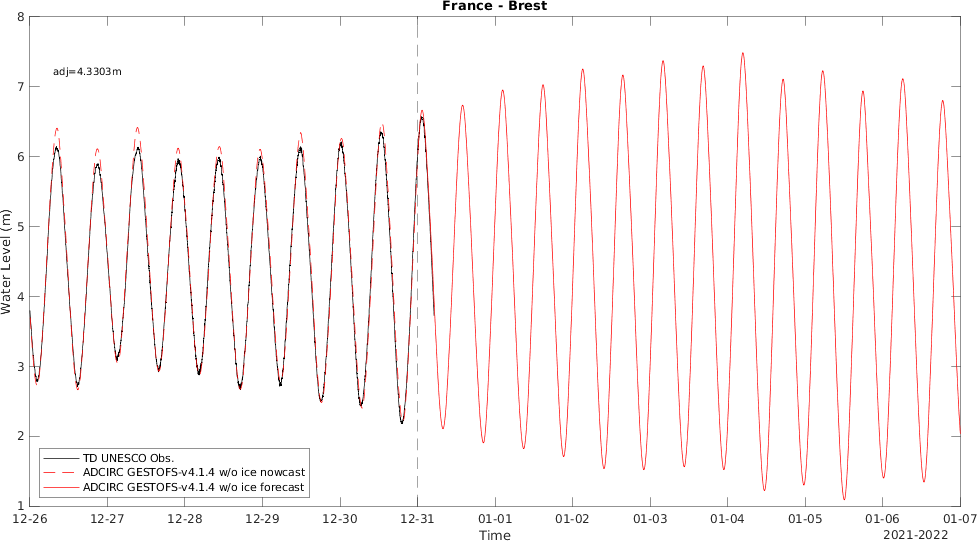 France - Brest
8
7
6
5
4
3
2
1
Water Level (m)
adj=4.3303m
TD UNESCO Obs.
ADCIRC GESTOFS-v4.1.4 w/o ice nowcast
ADCIRC GESTOFS-v4.1.4 w/o ice forecast
12-26 12-27 12-28 12-29 12-30 12-31 01-01 01-02 01-03 01-04 01-05 01-06 01-07
Time
2021-2022